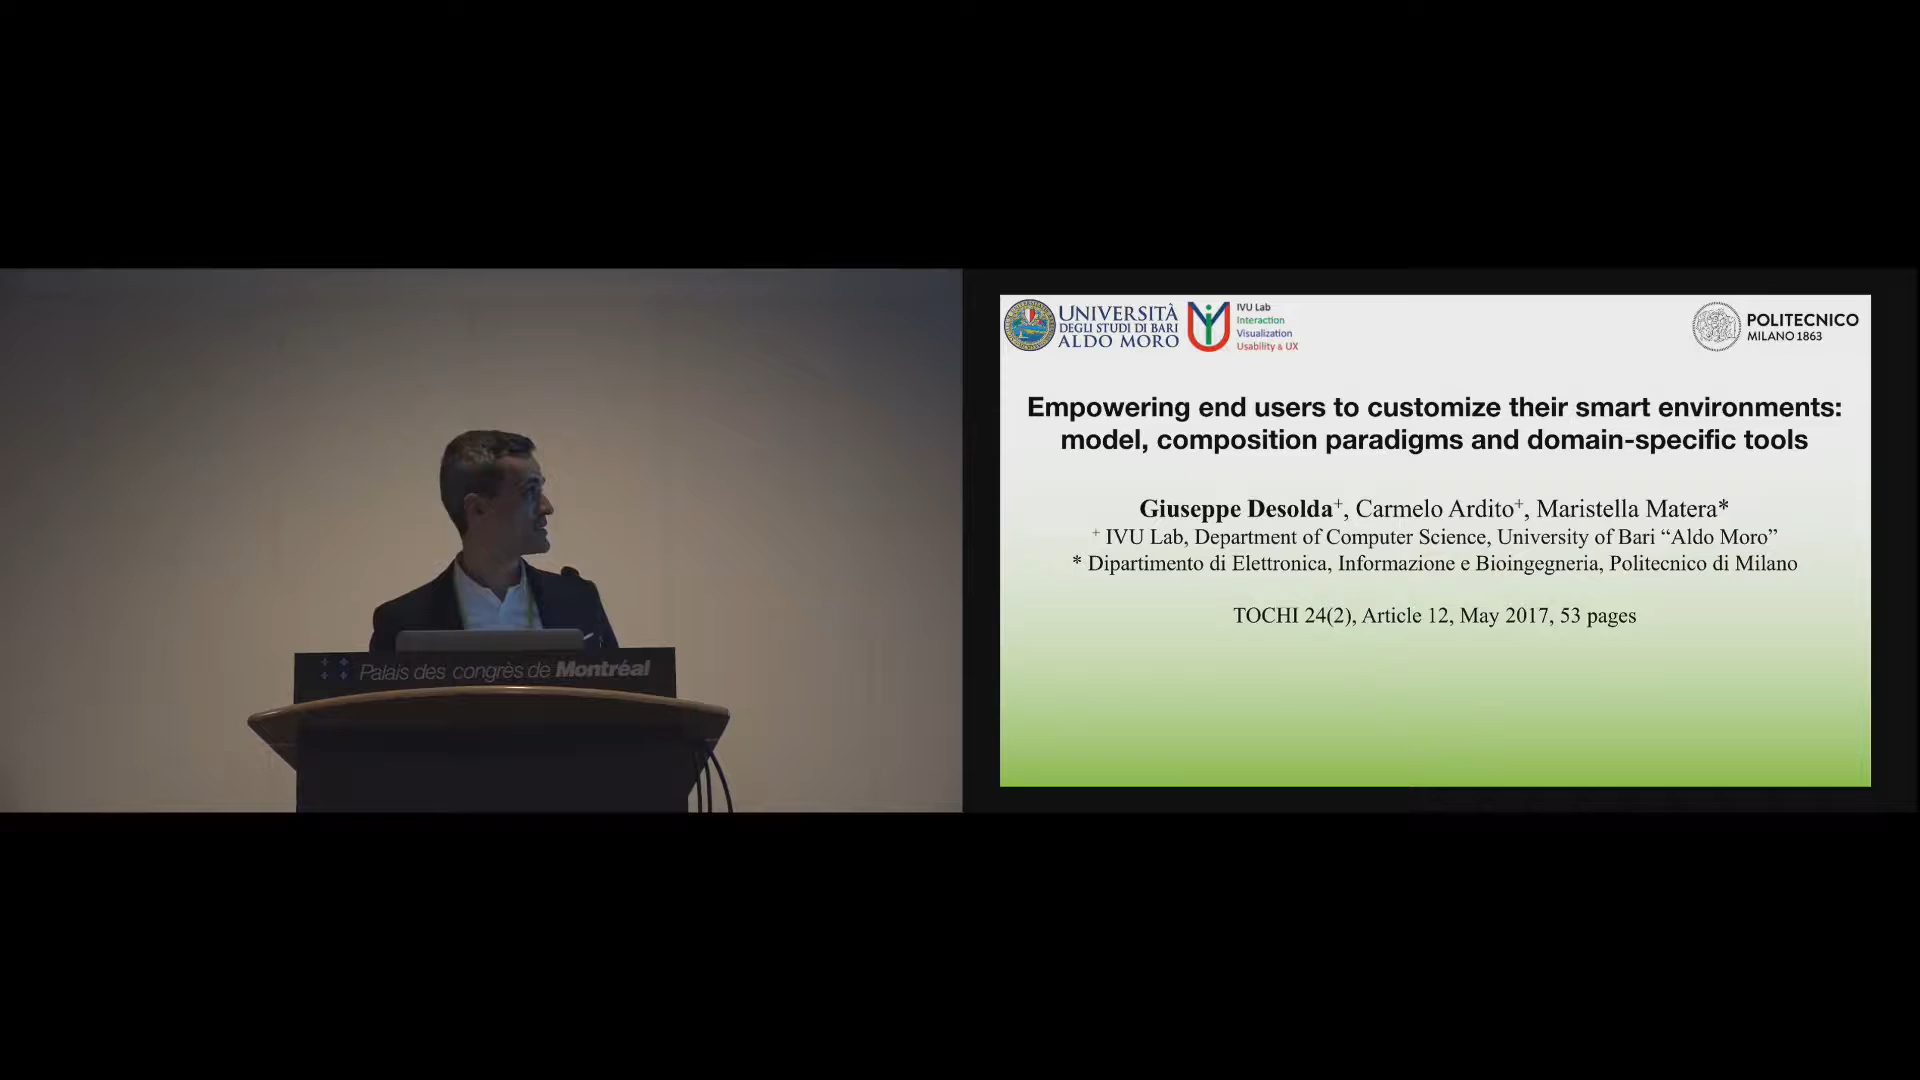 Palais des congrès de Montréal
UNIVERSITÀ
DEGLI STUDI DI BARI
ALDO MORO
IVU Lab
Interaction
Visualization
Usability & UX
POLITECNICO
MILANO 1863
Empowering end users to customize their smart environments:
model, composition paradigms and domain-specific tools
Giuseppe Desolda+, Carmelo Ardito+, Maristella Matera*
+ IVU Lab, Department of Computer Science, University of Bari “Aldo Moro”
* Dipartimento di Elettronica, Informazione e Bioingegneria, Politecnico di Milano
TOCHI 24(2), Article 12, May 2017, 53 pages